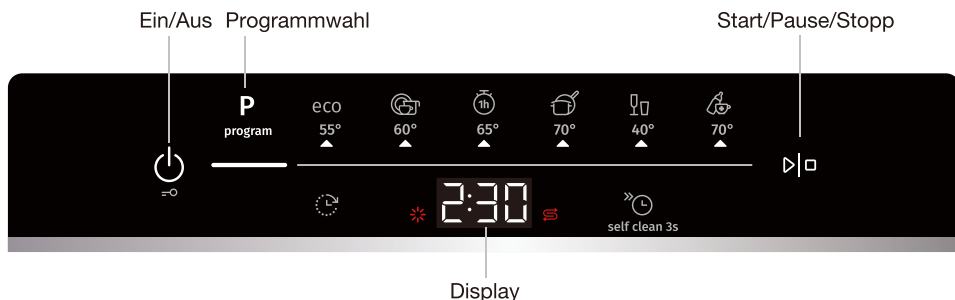 Ein/Aus Programmwahl Start/Pause/Stopp
P
program
eco 1h
55° 60° 65° 70° 40° 70°
2:30
self clean 3s
Display